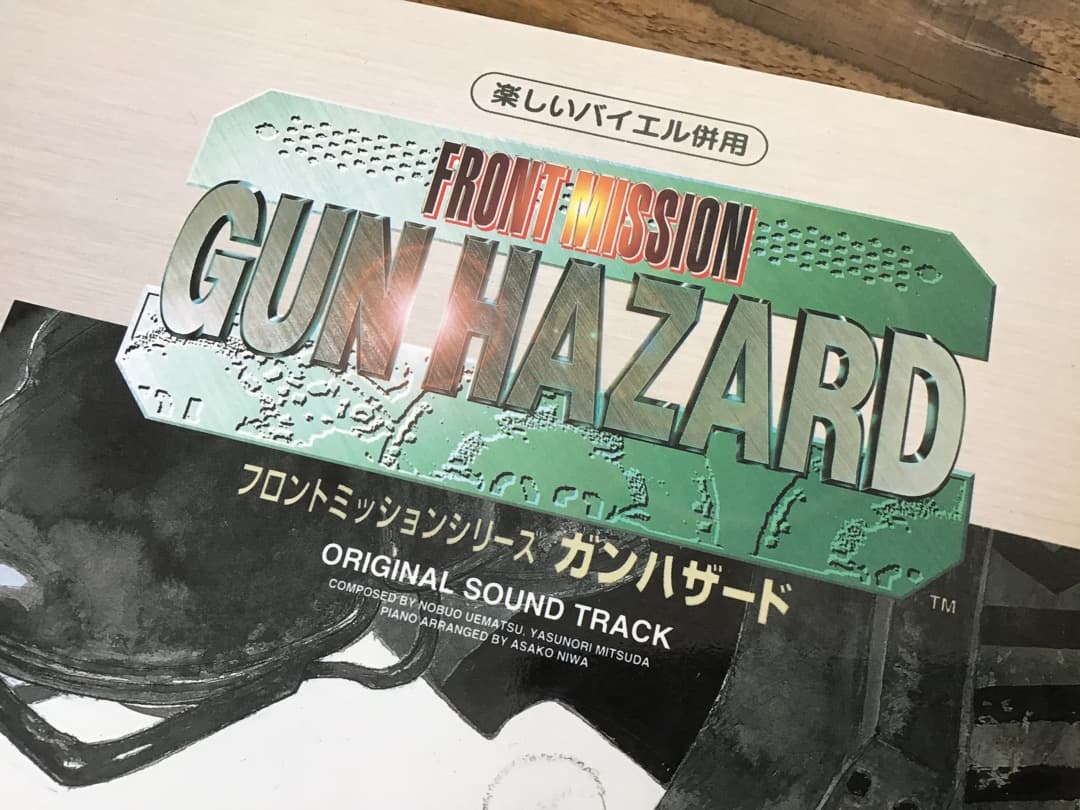 楽しいバイエル併用
FRONT MISSION
GUN HAZARD
TM
フロントミッションシリーズ ガンハザード
ORIGINAL SOUND TRACK
COMPOSED BY NOBUO UEMATSU, YASUNORI MITSUDA
PIANO ARRANGED BY ASAKO NIWA